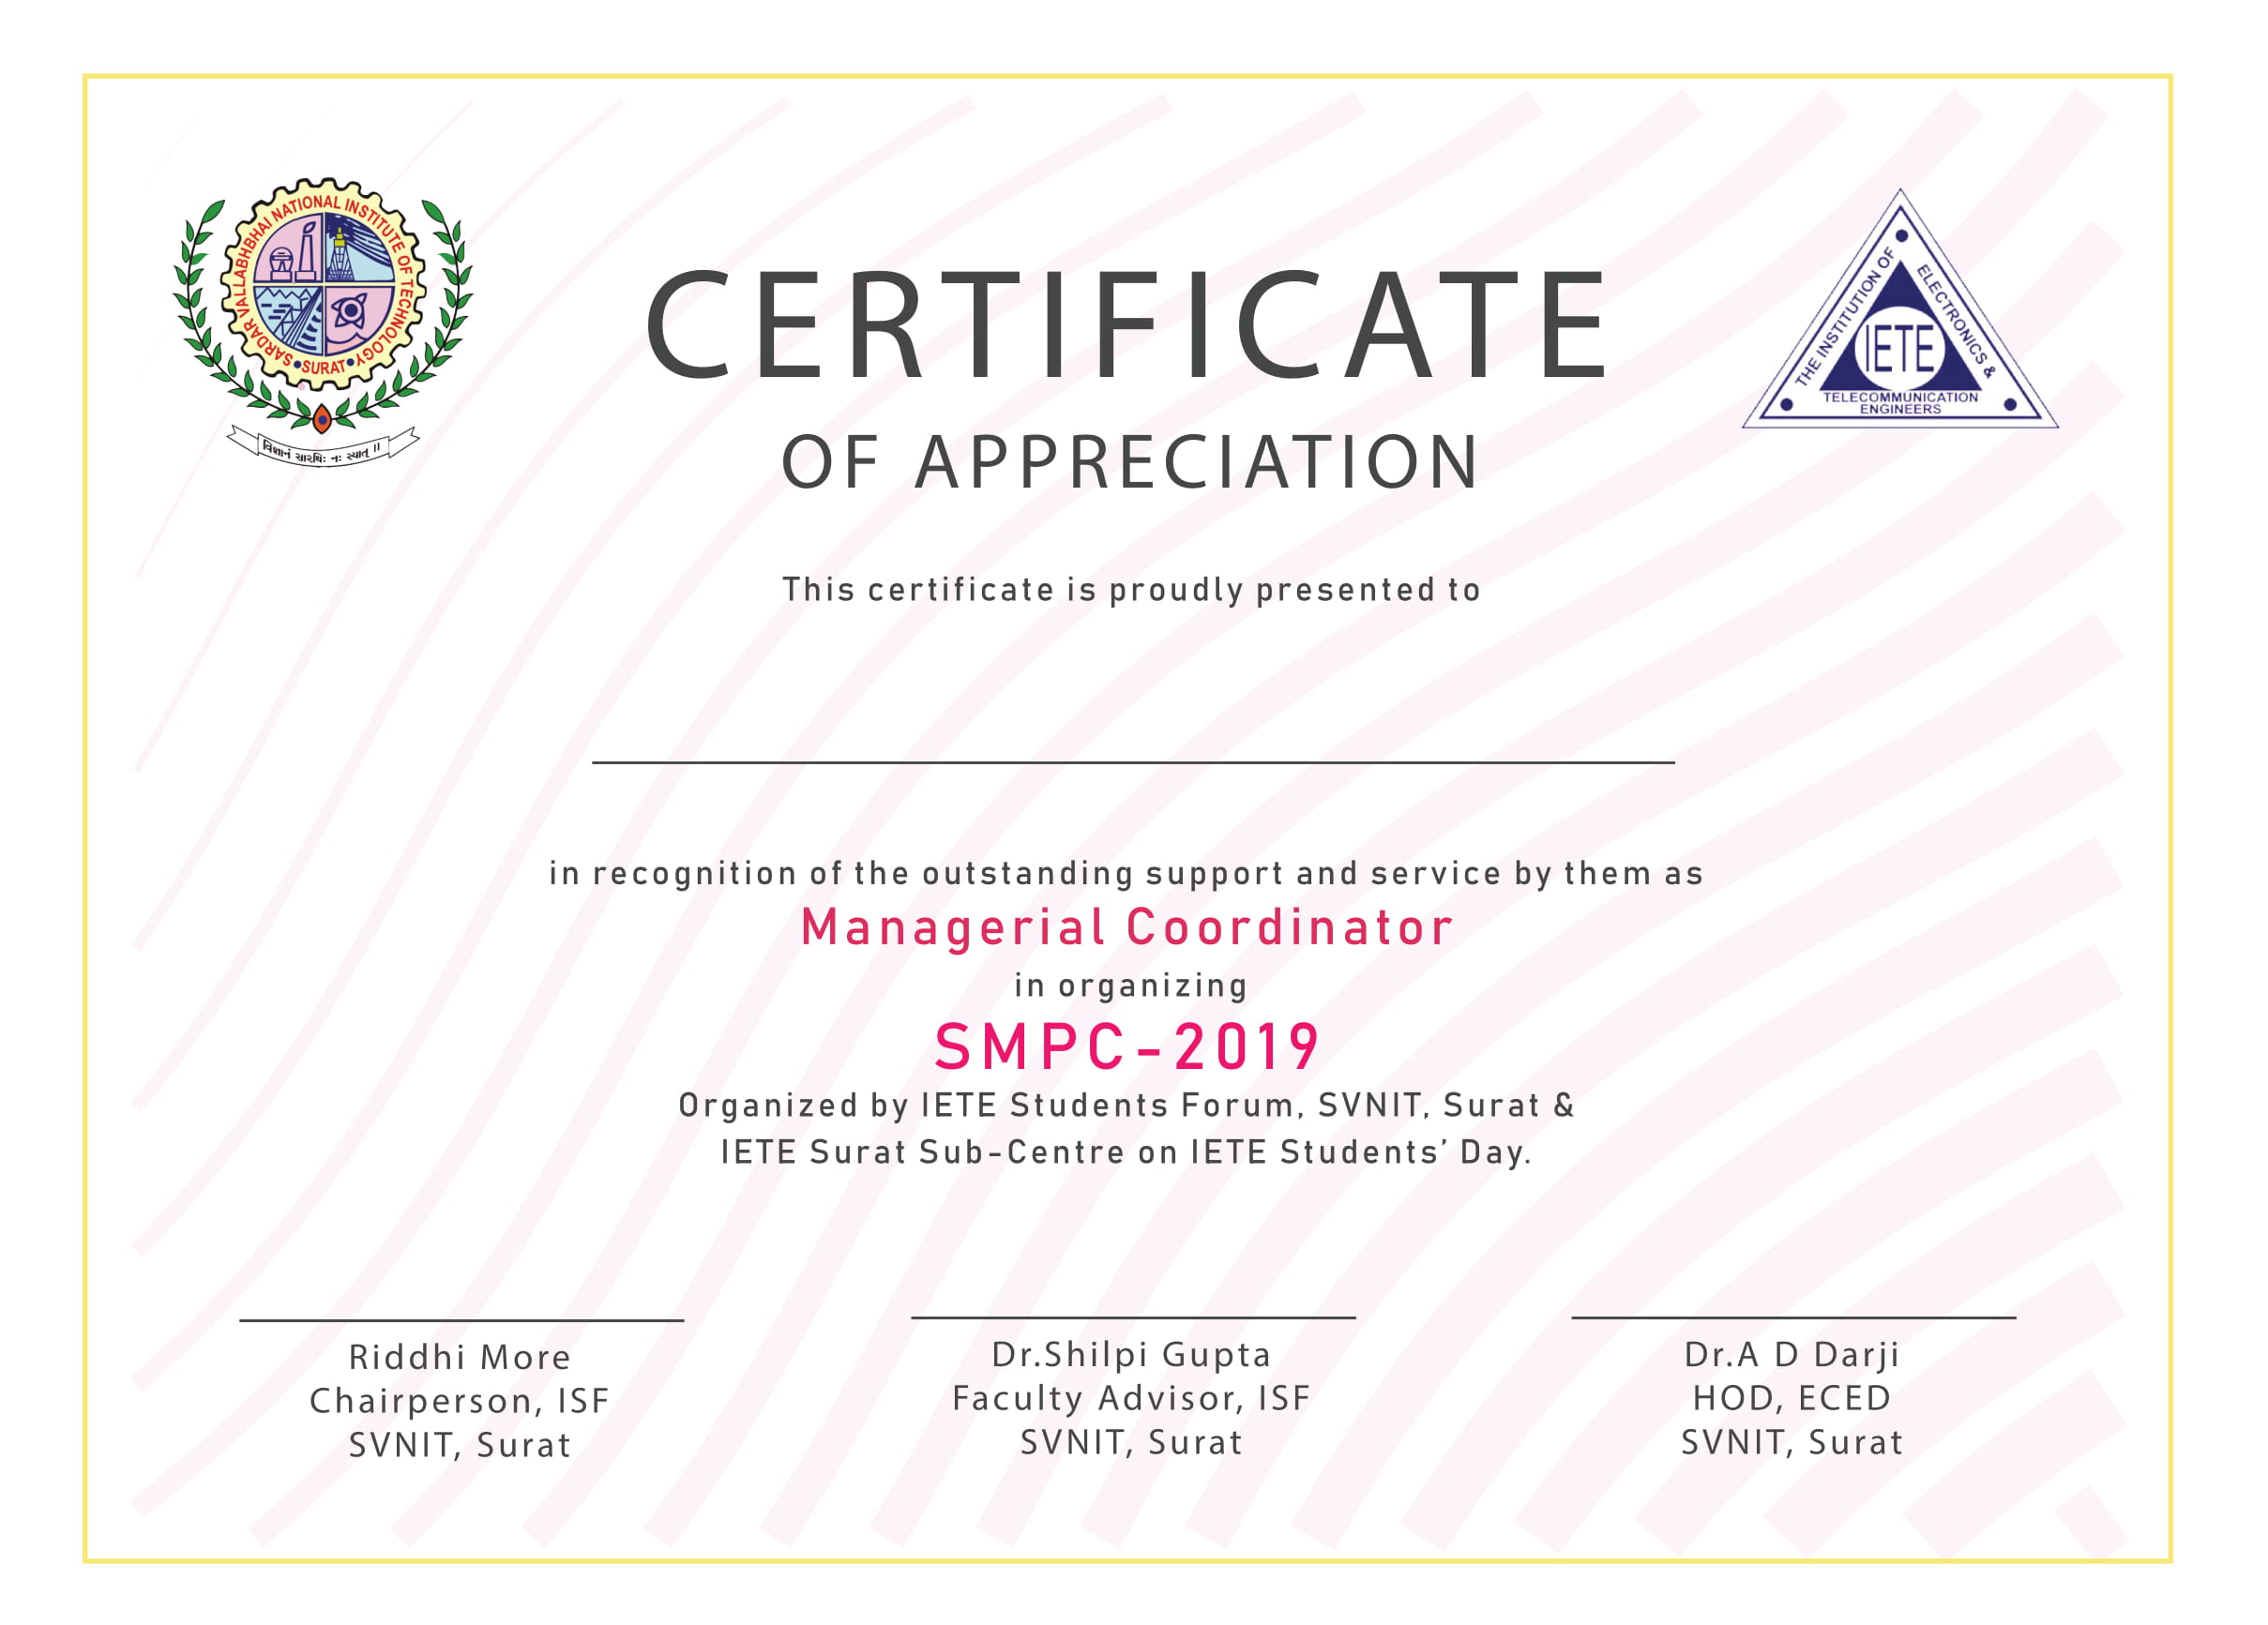 SARDAR VALLABHBHAI NATIONAL INSTITUTE OF TECHNOLOGY
•SURAT•
विज्ञानं सारथिः नः स्यात् ||
THE INSTITUTION OF
ELECTRONICS &
IETE
TELECOMMUNICATION
ENGINEERS
CERTIFICATE
OF APPRECIATION
This certificate is proudly presented to
in recognition of the outstanding support and service by them as
Managerial Coordinator
in organizing
SMPC-2019
Organized by IETE Students Forum, SVNIT, Surat &
IETE Surat Sub-Centre on IETE Students’ Day.
Riddhi More
Chairperson, ISF
SVNIT, Surat
Dr.Shilpi Gupta
Faculty Advisor, ISF
SVNIT, Surat
Dr.A D Darji
HOD, ECED
SVNIT, Surat